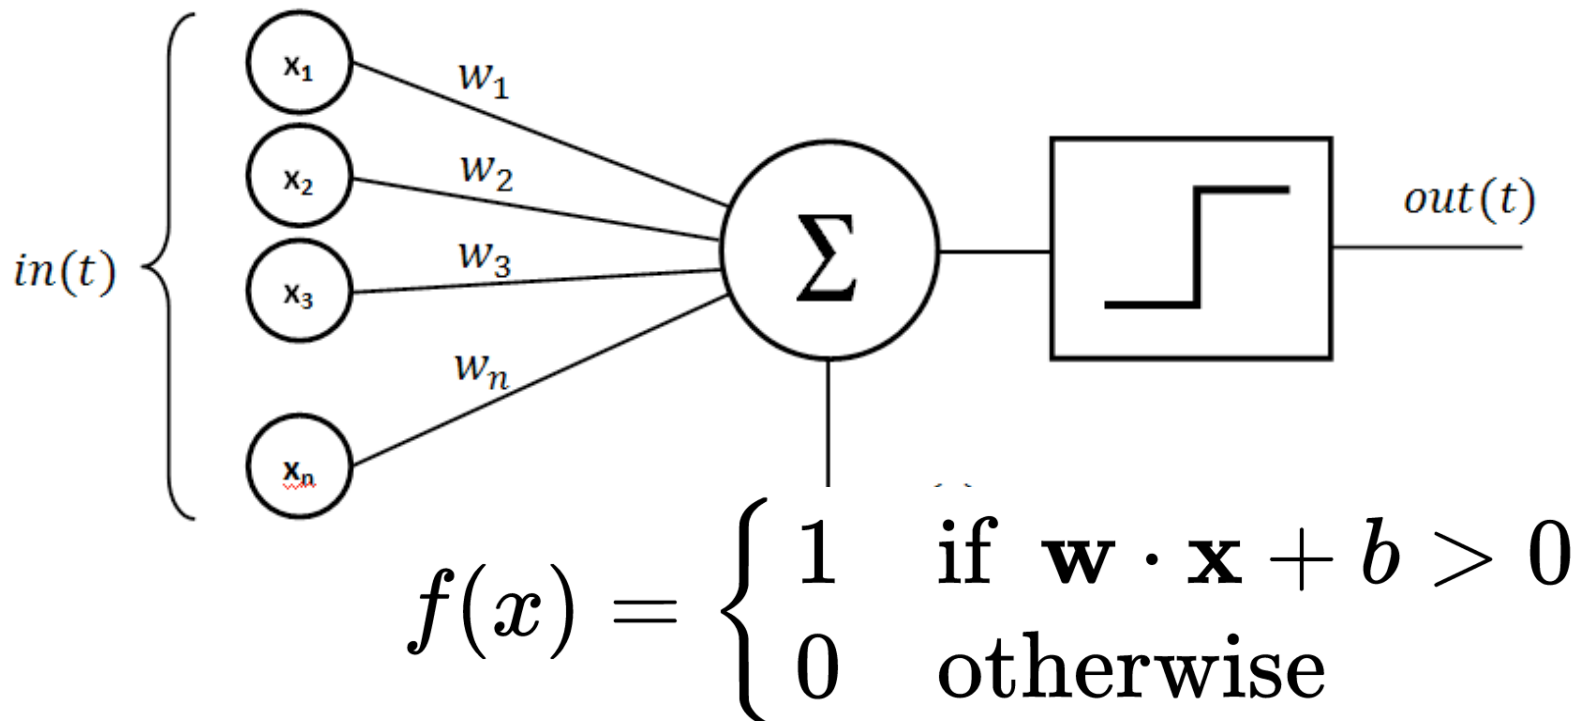 x₁
w₁
x₂
w₂
x₃
w₃
in(t)
wₙ
xₙ
Σ
out(t)
f(x) = { 1 if w · x + b > 0
0 otherwise